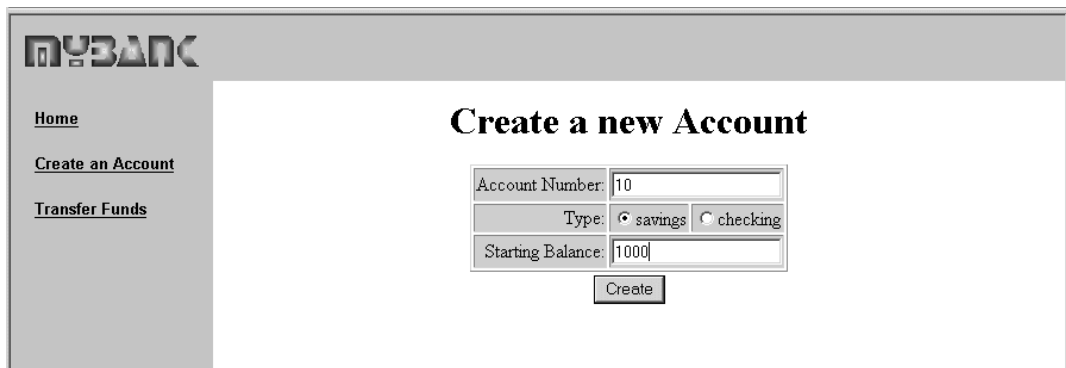 MYBANK
Home
Create an Account
Transfer Funds
Create a new Account
Account Number: 10
Type: savings checking
Starting Balance: 1000
Create